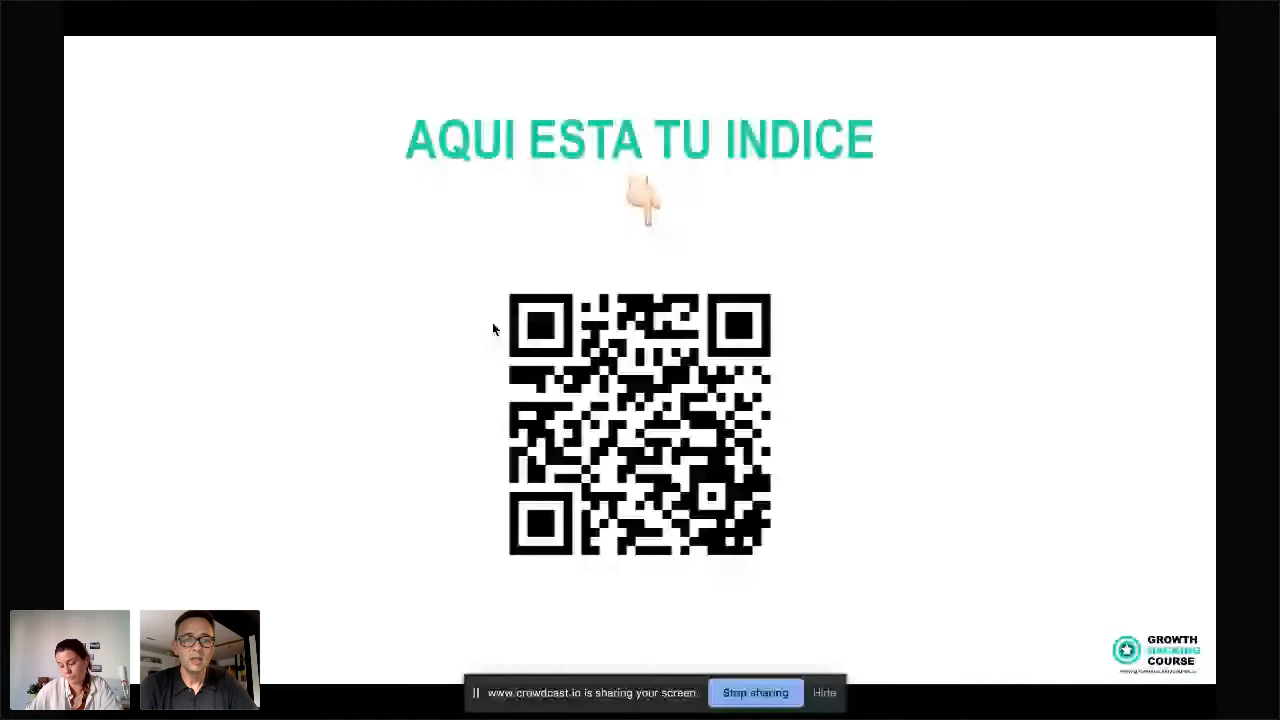 AQUI ESTA TU INDICE
GROWTH
HACKING
COURSE
www.crowdcast.io is sharing your screen
Stop sharing
Hide